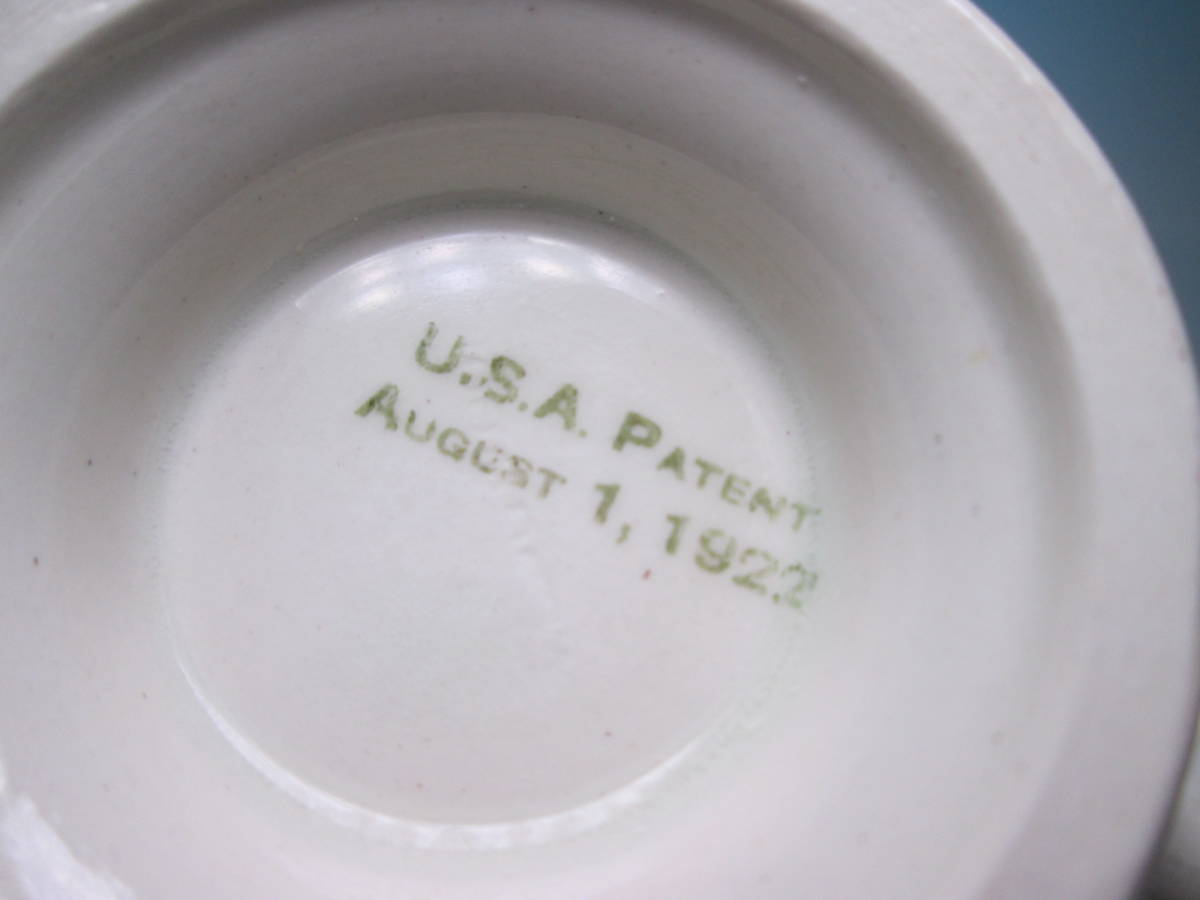 U.S.A. PATENT
AUGUST 1, 1922